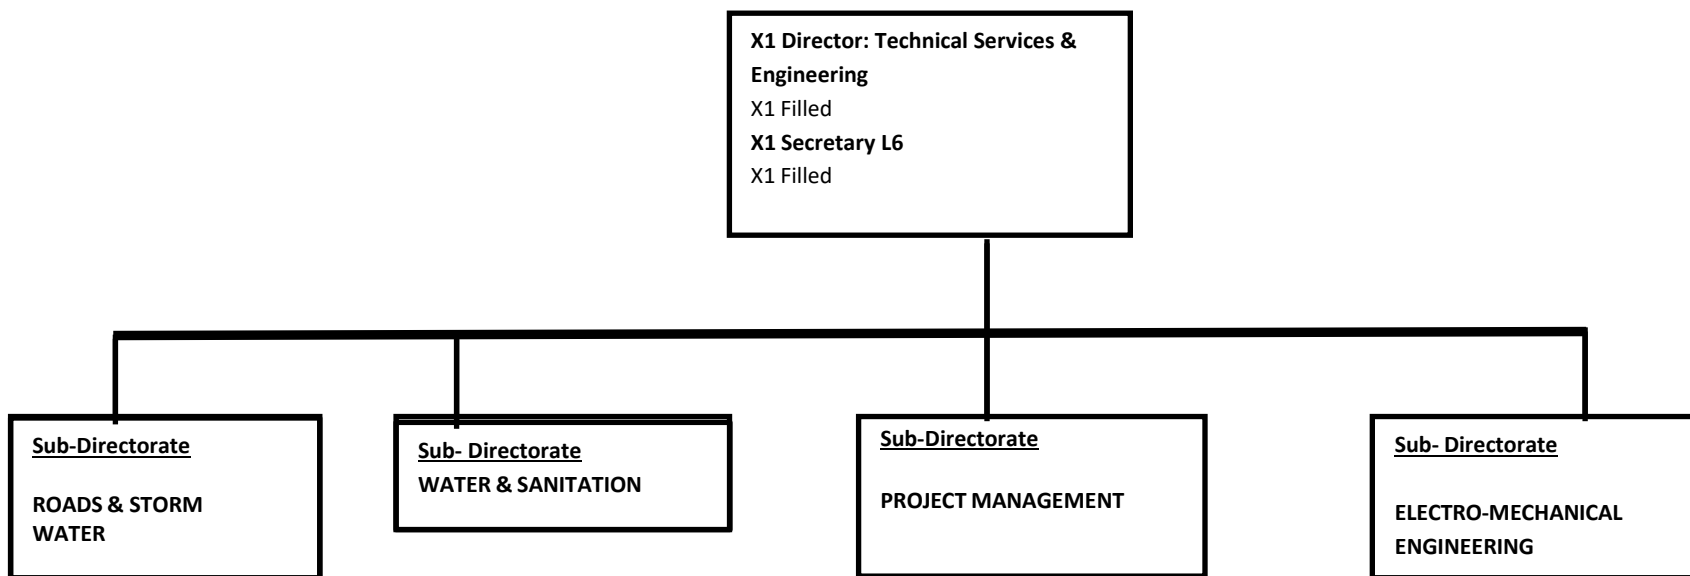 X1 Director: Technical Services &
Engineering
X1 Filled
X1 Secretary L6
X1 Filled
Sub-Directorate
ROADS & STORM
WATER
Sub- Directorate
WATER & SANITATION
Sub-Directorate
PROJECT MANAGEMENT
Sub- Directorate
ELECTRO-MECHANICAL
ENGINEERING